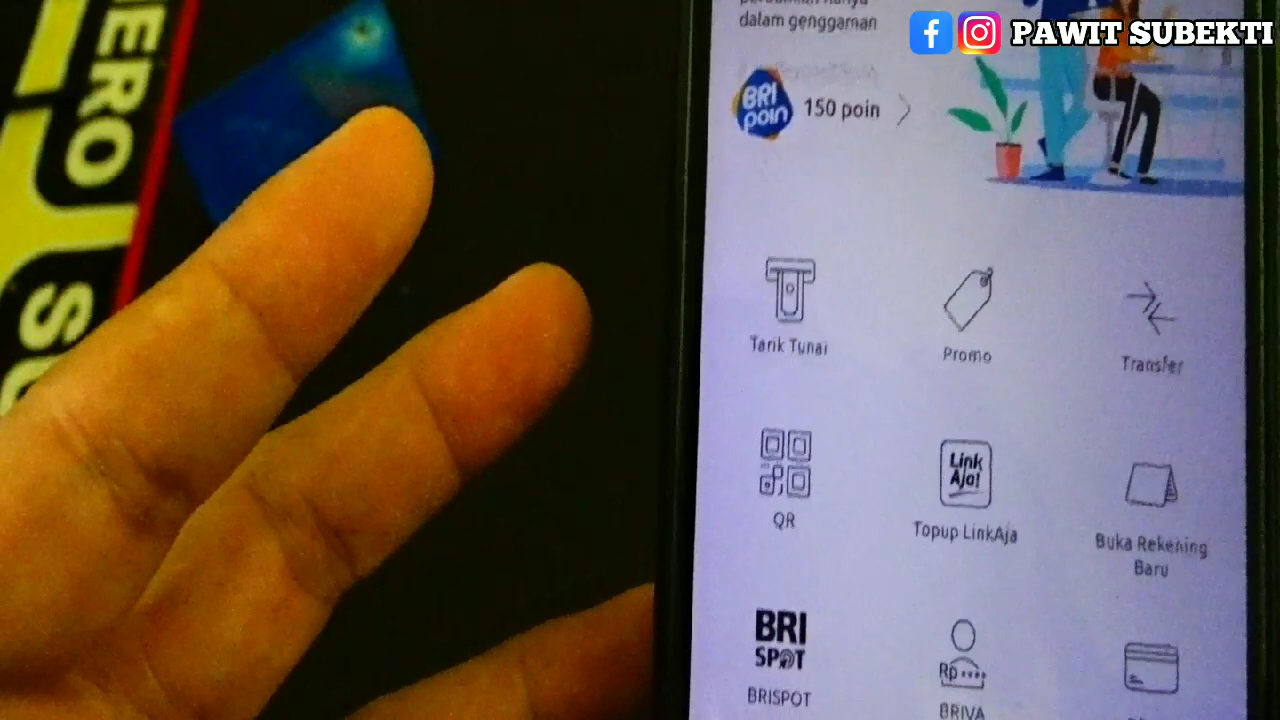 PAWIT SUBEKTI
dalam genggaman
BRI
poin
150 poin
Tarik Tunai
Promo
Transfer
QR
Link
Aja!
Topup LinkAja
Buka Rekening
Baru
BRI
SPOT
BRISPOT
Rp
BRIVA